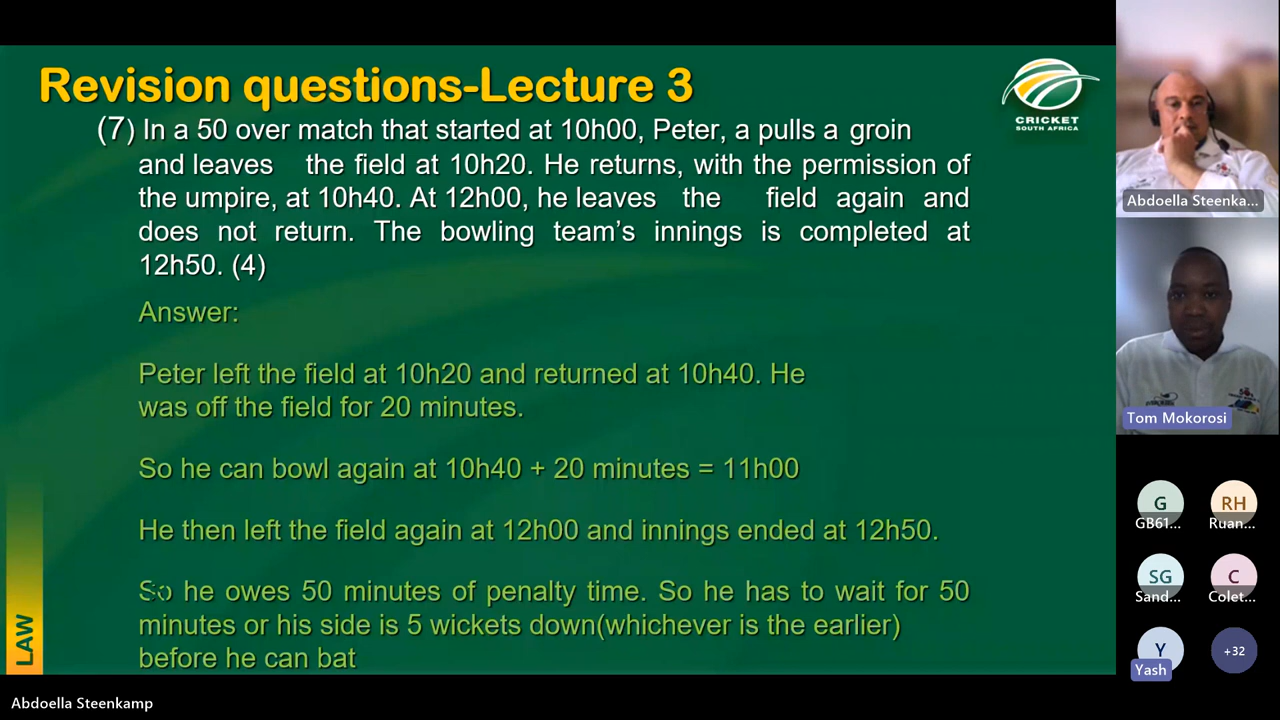 Revision questions-Lecture 3
(7) In a 50 over match that started at 10h00, Peter, a pulls a groin
and leaves the field at 10h20. He returns, with the permission of
the umpire, at 10h40. At 12h00, he leaves the field again and
does not return. The bowling team's innings is completed at
12h50. (4)
Answer:
Peter left the field at 10h20 and returned at 10h40. He
was off the field for 20 minutes.
So he can bowl again at 10h40 + 20 minutes = 11h00
He then left the field again at 12h00 and innings ended at 12h50.
So he owes 50 minutes of penalty time. So he has to wait for 50
minutes or his side is 5 wickets down(whichever is the earlier)
before he can bat
LAW
CRICKET
SOUTH AFRICA
Abdoella Steenka...
Tom Mokorosi
G
RH
GB61...
Ruan...
SG
C
Sand...
Colet...
Y
+32
Yash
Abdoella Steenkamp